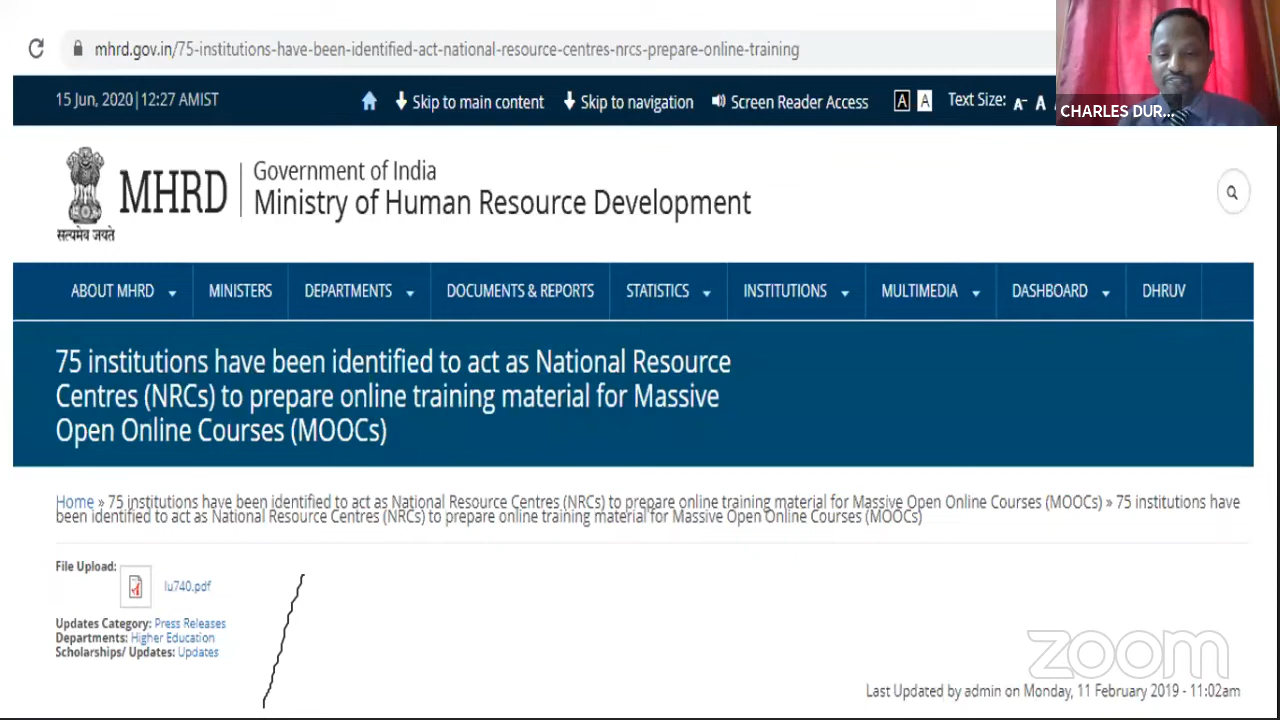 mhrd.gov.in/75-institutions-have-been-identified-act-national-resource-centres-nrcs-prepare-online-training
CHARLES DUR...
15 Jun, 2020|12:27 AMIST
Skip to main content
Skip to navigation
Screen Reader Access
A
A
Text Size: A- A
MHRD
सत्यमेव जयते
Government of India
Ministry of Human Resource Development
ABOUT MHRD
MINISTERS
DEPARTMENTS
DOCUMENTS & REPORTS
STATISTICS
INSTITUTIONS
MULTIMEDIA
DASHBOARD
DHRUV
75 institutions have been identified to act as National Resource
Centres (NRCs) to prepare online training material for Massive
Open Online Courses (MOOCs)
Home » 75 institutions have been identified to act as National Resource Centres (NRCs) to prepare online training material for Massive Open Online Courses (MOOCs) » 75 institutions have
been identified to act as National Resource Centres (NRCs) to prepare online training material for Massive Open Online Courses (MOOCs)
File Upload:
lu740.pdf
Updates Category: Press Releases
Departments: Higher Education
Scholarships/ Updates: Updates
zoom
Last Updated by admin on Monday, 11 February 2019 - 11:02am